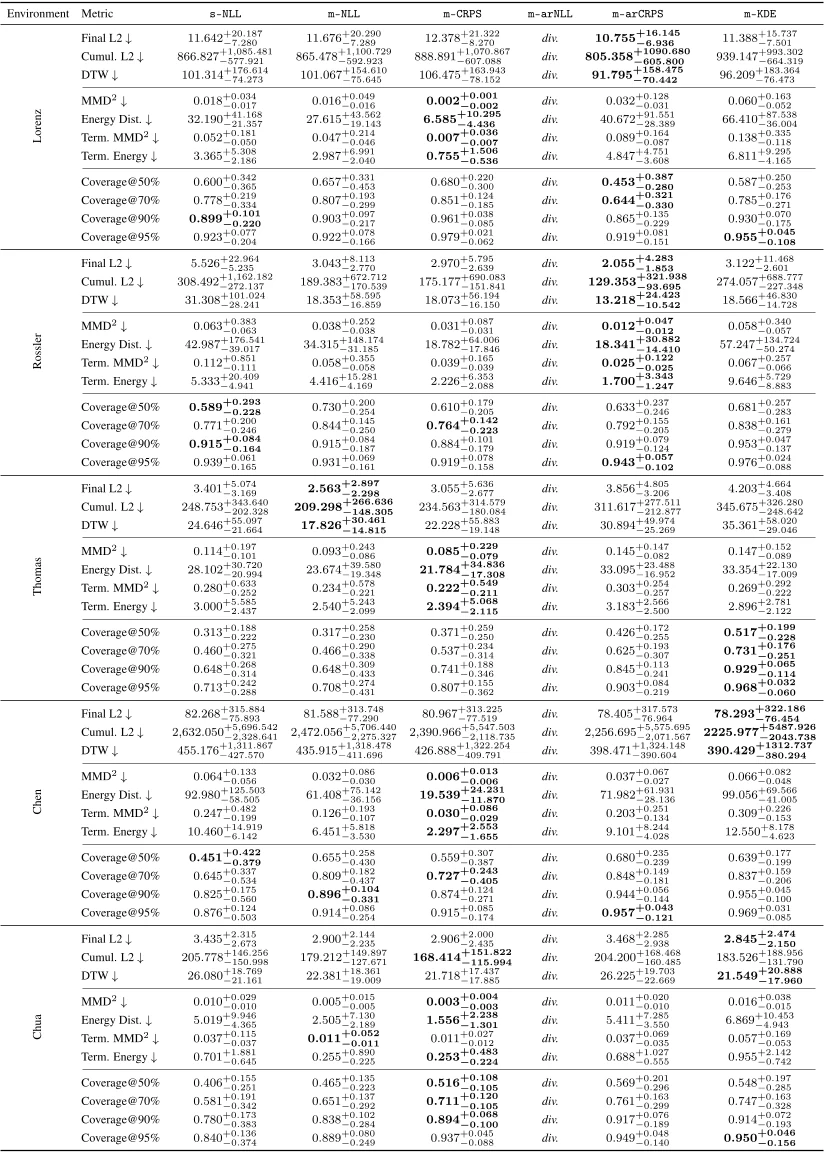 Environment Metric s-NLL m-NLL m-CRPS m-arNLL m-arCRPS m-KDE
Lorenz
Final L2 ↓ 11.642+20.187−7.280 11.676+20.290−7.289 12.378+21.322−8.270 div. 10.755+16.145−6.936 11.388+15.737−7.501
Cumul. L2 ↓ 866.827+1,085.481−577.921 865.478+1,100.729−592.923 888.891+1,070.867−607.088 div. 805.358+1090.680−605.800 939.147+993.302−664.319
DTW ↓ 101.314+176.614−74.273 101.067+154.610−75.645 106.475+163.943−78.152 div. 91.795+158.475−70.442 96.209+183.364−76.473
MMD² ↓ 0.018+0.034−0.017 0.016+0.049−0.016 0.002+0.001−0.002 div. 0.032+0.128−0.031 0.060+0.163−0.052
Energy Dist. ↓ 32.190+41.168−21.357 27.615+43.562−19.143 6.585+10.295−4.436 div. 40.672+91.551−28.389 66.410+87.538−36.004
Term. MMD² ↓ 0.052+0.181−0.050 0.047+0.214−0.046 0.007+0.036−0.007 div. 0.089+0.164−0.087 0.138+0.335−0.118
Term. Energy ↓ 3.365+5.308−2.186 2.987+6.991−2.040 0.755+1.506−0.536 div. 4.847+4.751−3.608 6.811+9.295−4.165
Coverage@50% 0.600+0.342−0.365 0.657+0.331−0.453 0.680+0.220−0.300 div. 0.453+0.387−0.280 0.587+0.250−0.253
Coverage@70% 0.778+0.219−0.334 0.807+0.193−0.299 0.851+0.124−0.185 div. 0.644+0.321−0.330 0.785+0.176−0.271
Coverage@90% 0.899+0.101−0.220 0.903+0.097−0.217 0.961+0.038−0.085 div. 0.865+0.135−0.229 0.930+0.070−0.175
Coverage@95% 0.923+0.077−0.204 0.922+0.078−0.166 0.979+0.021−0.062 div. 0.919+0.081−0.151 0.955+0.045−0.108
Rossler
Final L2 ↓ 5.526+22.964−5.235 3.043+8.113−2.770 2.970+5.795−2.639 div. 2.055+4.283−1.853 3.122+11.468−2.601
Cumul. L2 ↓ 308.492+1,162.182−272.137 189.383+672.712−170.539 175.177+690.083−151.841 div. 129.353+321.938−93.695 274.057+688.777−227.348
DTW ↓ 31.308+101.024−28.241 18.353+58.595−16.859 18.073+56.194−16.150 div. 13.218+24.423−10.542 18.566+46.830−14.728
MMD² ↓ 0.063+0.383−0.063 0.038+0.252−0.038 0.031+0.087−0.031 div. 0.012+0.047−0.012 0.058+0.340−0.057
Energy Dist. ↓ 42.987+176.541−39.017 34.315+148.174−31.185 18.782+64.006−17.846 div. 18.341+30.882−14.410 57.247+134.724−50.274
Term. MMD² ↓ 0.112+0.851−0.111 0.058+0.355−0.058 0.039+0.165−0.039 div. 0.025+0.122−0.025 0.067+0.257−0.066
Term. Energy ↓ 5.333+20.409−4.941 4.416+15.281−4.169 2.226+6.353−2.088 div. 1.700+3.343−1.247 9.646+5.729−8.883
Coverage@50% 0.589+0.293−0.228 0.730+0.200−0.254 0.610+0.179−0.205 div. 0.633+0.237−0.246 0.681+0.257−0.283
Coverage@70% 0.771+0.200−0.246 0.844+0.145−0.250 0.764+0.142−0.223 div. 0.792+0.155−0.205 0.838+0.161−0.279
Coverage@90% 0.915+0.084−0.164 0.915+0.084−0.187 0.884+0.101−0.179 div. 0.919+0.079−0.124 0.953+0.047−0.137
Coverage@95% 0.939+0.061−0.165 0.931+0.069−0.161 0.919+0.078−0.158 div. 0.943+0.057−0.102 0.976+0.024−0.088
Thomas
Final L2 ↓ 3.401+5.074−3.169 2.563+2.897−2.298 3.055+5.636−2.677 div. 3.856+4.805−3.206 4.203+4.664−3.408
Cumul. L2 ↓ 248.753+343.640−202.328 209.298+266.636−148.305 234.563+314.579−180.084 div. 311.617+277.511−212.877 345.675+326.280−248.642
DTW ↓ 24.646+55.097−21.664 17.826+30.461−14.815 22.228+55.883−19.148 div. 30.894+49.974−25.269 35.361+58.020−29.046
MMD² ↓ 0.114+0.197−0.101 0.093+0.243−0.086 0.085+0.229−0.079 div. 0.145+0.147−0.082 0.147+0.152−0.089
Energy Dist. ↓ 28.102+30.720−20.994 23.674+39.580−19.348 21.784+34.836−17.308 div. 33.095+23.488−16.952 33.354+22.130−17.009
Term. MMD² ↓ 0.280+0.633−0.252 0.234+0.578−0.221 0.222+0.549−0.211 div. 0.303+0.254−0.257 0.269+0.292−0.222
Term. Energy ↓ 3.000+5.585−2.437 2.540+5.243−2.099 2.394+5.068−2.115 div. 3.183+2.566−2.500 2.896+2.781−2.122
Coverage@50% 0.313+0.188−0.222 0.317+0.258−0.230 0.371+0.259−0.250 div. 0.426+0.172−0.255 0.517+0.199−0.228
Coverage@70% 0.460+0.275−0.321 0.466+0.290−0.338 0.537+0.234−0.314 div. 0.625+0.193−0.307 0.731+0.176−0.251
Coverage@90% 0.648+0.268−0.314 0.648+0.309−0.433 0.741+0.188−0.346 div. 0.845+0.113−0.241 0.929+0.065−0.114
Coverage@95% 0.713+0.242−0.288 0.708+0.274−0.431 0.807+0.155−0.362 div. 0.903+0.084−0.219 0.968+0.032−0.060
Chen
Final L2 ↓ 82.268+315.884−75.893 81.588+313.748−77.290 80.967+313.225−77.519 div. 78.405+317.573−76.964 78.293+322.186−76.454
Cumul. L2 ↓ 2,632.050+5,696.542−2,328.641 2,472.056+5,706.440−2,275.327 2,390.966+5,547.503−2,118.735 div. 2,256.695+5,575.695−2,071.567 2225.977+5487.926−2043.738
DTW ↓ 455.176+1,311.867−427.570 435.915+1,318.478−411.696 426.888+1,322.254−409.791 div. 398.471+1,324.148−390.604 390.429+1312.737−380.294
MMD² ↓ 0.064+0.133−0.056 0.032+0.086−0.030 0.006+0.013−0.006 div. 0.037+0.067−0.027 0.066+0.082−0.048
Energy Dist. ↓ 92.980+125.503−58.505 61.408+75.142−36.156 19.539+24.231−11.870 div. 71.982+61.931−28.136 99.056+69.566−41.005
Term. MMD² ↓ 0.247+0.482−0.199 0.126+0.193−0.107 0.030+0.086−0.029 div. 0.203+0.251−0.134 0.309+0.226−0.153
Term. Energy ↓ 10.460+14.919−6.142 6.451+5.818−3.530 2.297+2.553−1.655 div. 9.101+8.244−4.028 12.550+8.178−4.623
Coverage@50% 0.451+0.422−0.379 0.655+0.258−0.430 0.559+0.307−0.387 div. 0.680+0.235−0.239 0.639+0.177−0.199
Coverage@70% 0.645+0.337−0.534 0.809+0.182−0.437 0.727+0.243−0.405 div. 0.848+0.149−0.181 0.837+0.159−0.206
Coverage@90% 0.825+0.175−0.560 0.896+0.104−0.331 0.874+0.124−0.271 div. 0.944+0.056−0.144 0.955+0.045−0.100
Coverage@95% 0.876+0.124−0.503 0.914+0.086−0.254 0.915+0.085−0.174 div. 0.957+0.043−0.121 0.969+0.031−0.085
Chua
Final L2 ↓ 3.435+2.315−2.673 2.900+2.144−2.235 2.906+2.000−2.435 div. 3.468+2.285−2.938 2.845+2.474−2.150
Cumul. L2 ↓ 205.778+146.256−150.998 179.212+149.897−127.671 168.414+151.822−115.994 div. 204.200+168.468−160.485 183.526+188.956−131.790
DTW ↓ 26.080+18.769−21.161 22.381+18.361−19.009 21.718+17.437−17.885 div. 26.225+19.703−22.669 21.549+20.888−17.960
MMD² ↓ 0.010+0.029−0.010 0.005+0.015−0.005 0.003+0.004−0.003 div. 0.011+0.020−0.010 0.016+0.038−0.015
Energy Dist. ↓ 5.019+9.946−4.365 2.505+7.130−2.189 1.556+2.238−1.301 div. 5.411+7.285−3.550 6.869+10.453−4.943
Term. MMD² ↓ 0.037+0.115−0.037 0.011+0.052−0.011 0.011+0.027−0.012 div. 0.037+0.069−0.035 0.057+0.169−0.053
Term. Energy ↓ 0.701+1.881−0.645 0.255+0.890−0.225 0.253+0.483−0.224 div. 0.688+1.027−0.555 0.955+2.142−0.742
Coverage@50% 0.406+0.155−0.251 0.465+0.135−0.223 0.516+0.108−0.105 div. 0.569+0.201−0.296 0.548+0.197−0.285
Coverage@70% 0.581+0.191−0.342 0.651+0.137−0.292 0.711+0.120−0.105 div. 0.761+0.163−0.299 0.747+0.163−0.328
Coverage@90% 0.780+0.173−0.383 0.838+0.102−0.284 0.894+0.068−0.100 div. 0.917+0.076−0.189 0.914+0.072−0.193
Coverage@95% 0.840+0.136−0.374 0.889+0.080−0.249 0.937+0.045−0.088 div. 0.949+0.048−0.140 0.950+0.046−0.156